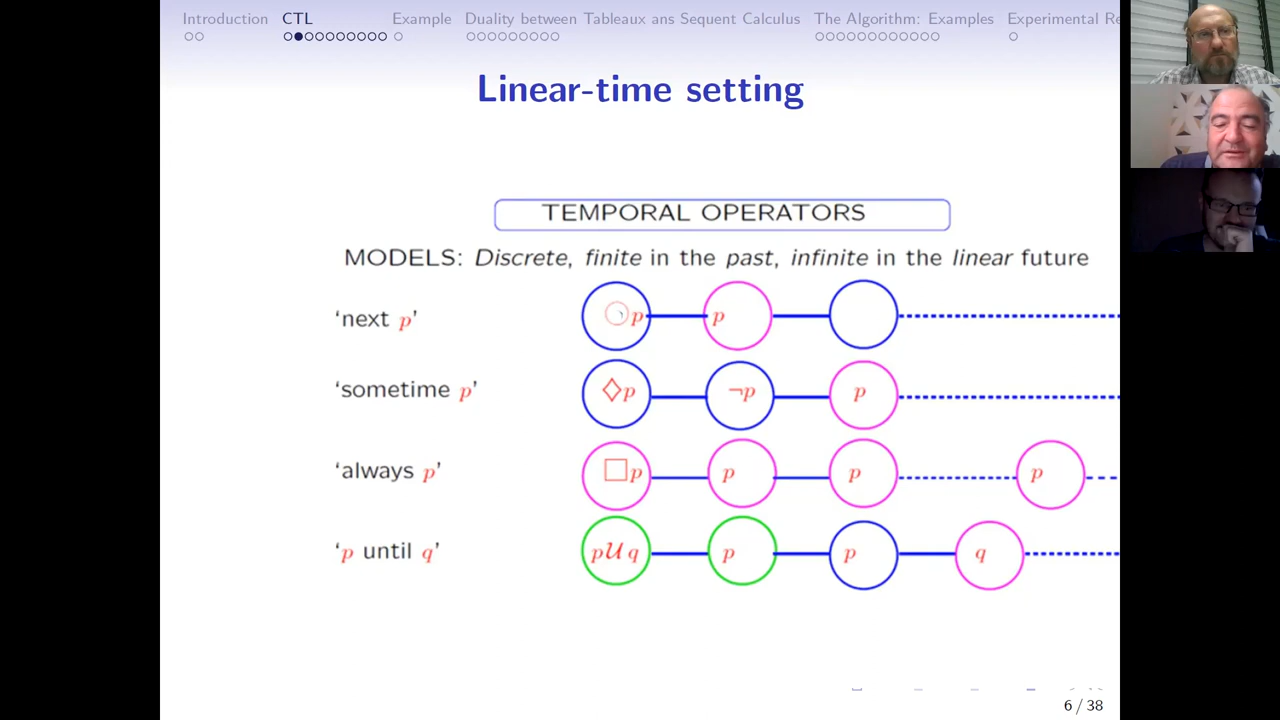 Introduction CTL Example Duality between Tableaux ans Sequent Calculus The Algorithm: Examples Experimental Re
Linear-time setting
TEMPORAL OPERATORS
MODELS: Discrete, finite in the past, infinite in the linear future
‘next p’ ○p p
‘sometime p’ ◇p ¬p p
‘always p’ □p p p p
‘p until q’ p𝒰q p p q
6 / 38